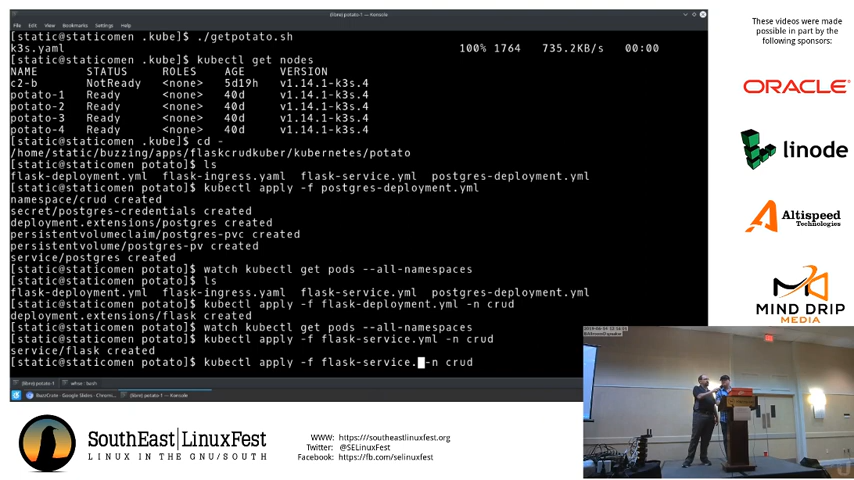 (libre) potato-1 — Konsole
File Edit View Bookmarks Settings Help
[static@staticomen .kube]$ ./getpotato.sh
k3s.yaml 100% 1764 735.2KB/s 00:00
[static@staticomen .kube]$ kubectl get nodes
NAME STATUS ROLES AGE VERSION
c2-b NotReady <none> 5d19h v1.14.1-k3s.4
potato-1 Ready <none> 40d v1.14.1-k3s.4
potato-2 Ready <none> 40d v1.14.1-k3s.4
potato-3 Ready <none> 40d v1.14.1-k3s.4
potato-4 Ready <none> 40d v1.14.1-k3s.4
[static@staticomen .kube]$ cd -
/home/static/buzzing/apps/flaskcrudkuber/kubernetes/potato
[static@staticomen potato]$ ls
flask-deployment.yml flask-ingress.yaml flask-service.yml postgres-deployment.yml
[static@staticomen potato]$ kubectl apply -f postgres-deployment.yml
namespace/crud created
secret/postgres-credentials created
deployment.extensions/postgres created
persistentvolumeclaim/postgres-pvc created
persistentvolume/postgres-pv created
service/postgres created
[static@staticomen potato]$ watch kubectl get pods --all-namespaces
[static@staticomen potato]$ ls
flask-deployment.yml flask-ingress.yaml flask-service.yml postgres-deployment.yml
[static@staticomen potato]$ kubectl apply -f flask-deployment.yml -n crud
deployment.extensions/flask created
[static@staticomen potato]$ watch kubectl get pods --all-namespaces
[static@staticomen potato]$ kubectl apply -f flask-service.yml -n crud
service/flask created
[static@staticomen potato]$ kubectl apply -f flask-service. -n crud
(libre) potato-1
BuzzCrate - Google Slides - Chrom...
(libre) potato-1 — Konsole
These videos were made
possible in part by the
following sponsors:
ORACLE
linode
Altispeed
Technologies
MIND DRIP
MEDIA
SouthEast|LinuxFest
LINUX IN THE GNU/SOUTH
WWW: https://southeastlinuxfest.org
Twitter: @SELinuxFest
Facebook: https://fb.com/selinuxfest